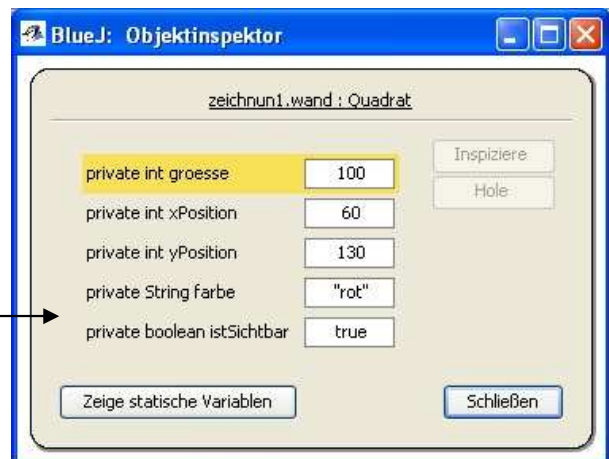 BlueJ: Objektinspektor
zeichnun1.wand : Quadrat
private int groesse 100
private int xPosition 60
private int yPosition 130
private String farbe "rot"
private boolean istSichtbar true
Inspiziere
Hole
Zeige statische Variablen
Schließen